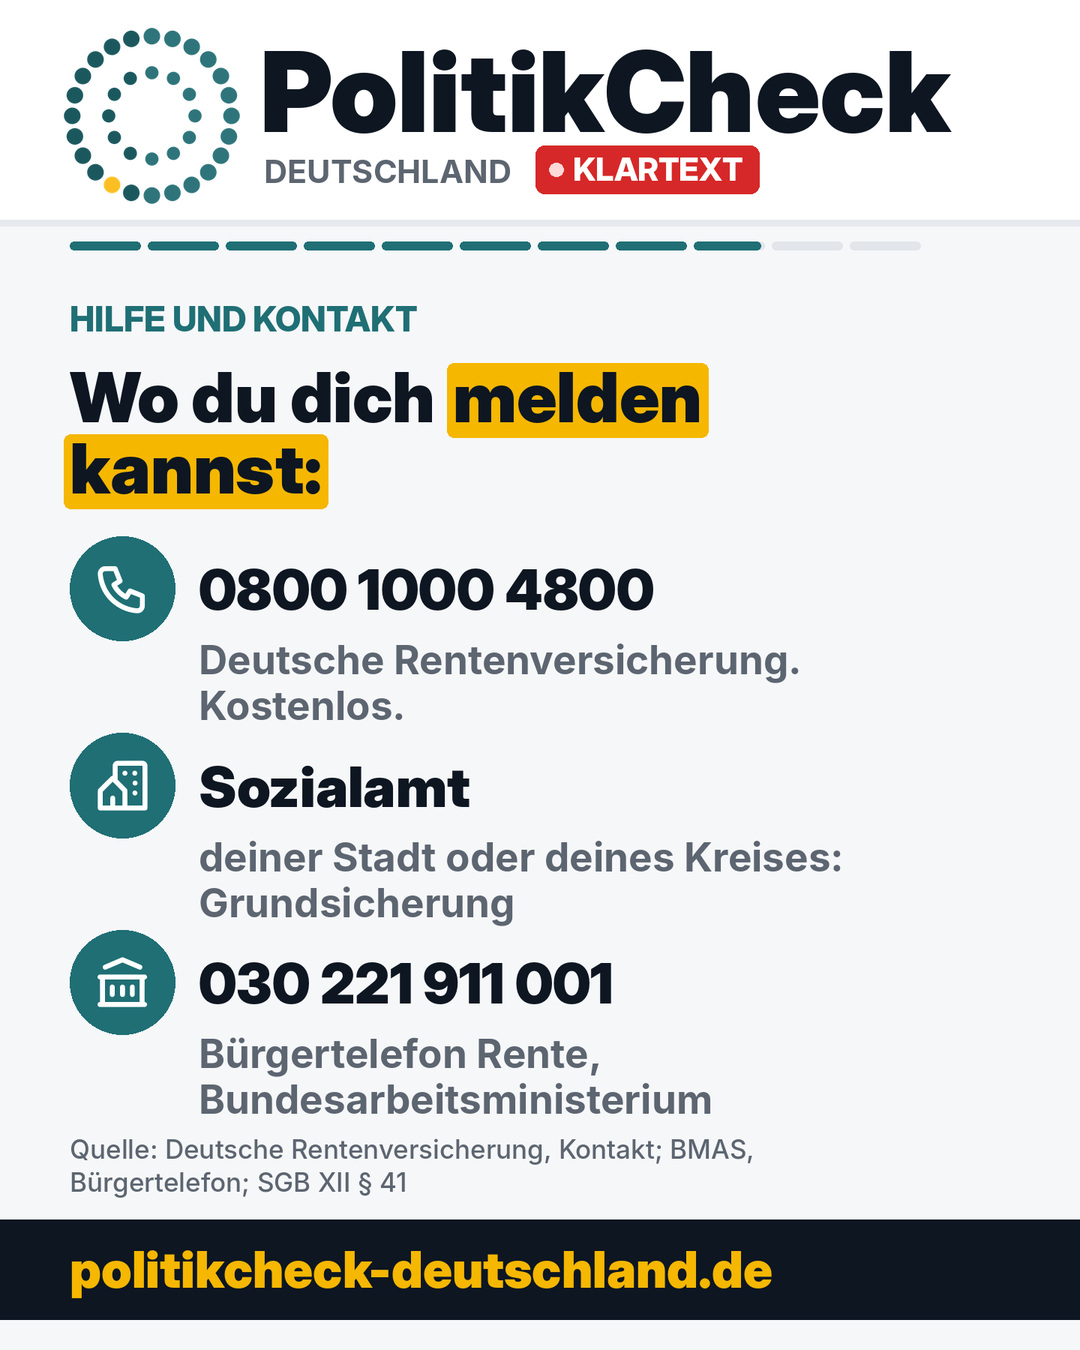 PolitikCheck
DEUTSCHLAND KLARTEXT
HILFE UND KONTAKT
Wo du dich melden
kannst:
0800 1000 4800
Deutsche Rentenversicherung.
Kostenlos.
Sozialamt
deiner Stadt oder deines Kreises:
Grundsicherung
030 221 911 001
Bürgertelefon Rente,
Bundesarbeitsministerium
Quelle: Deutsche Rentenversicherung, Kontakt; BMAS,
Bürgertelefon; SGB XII § 41
politikcheck-deutschland.de